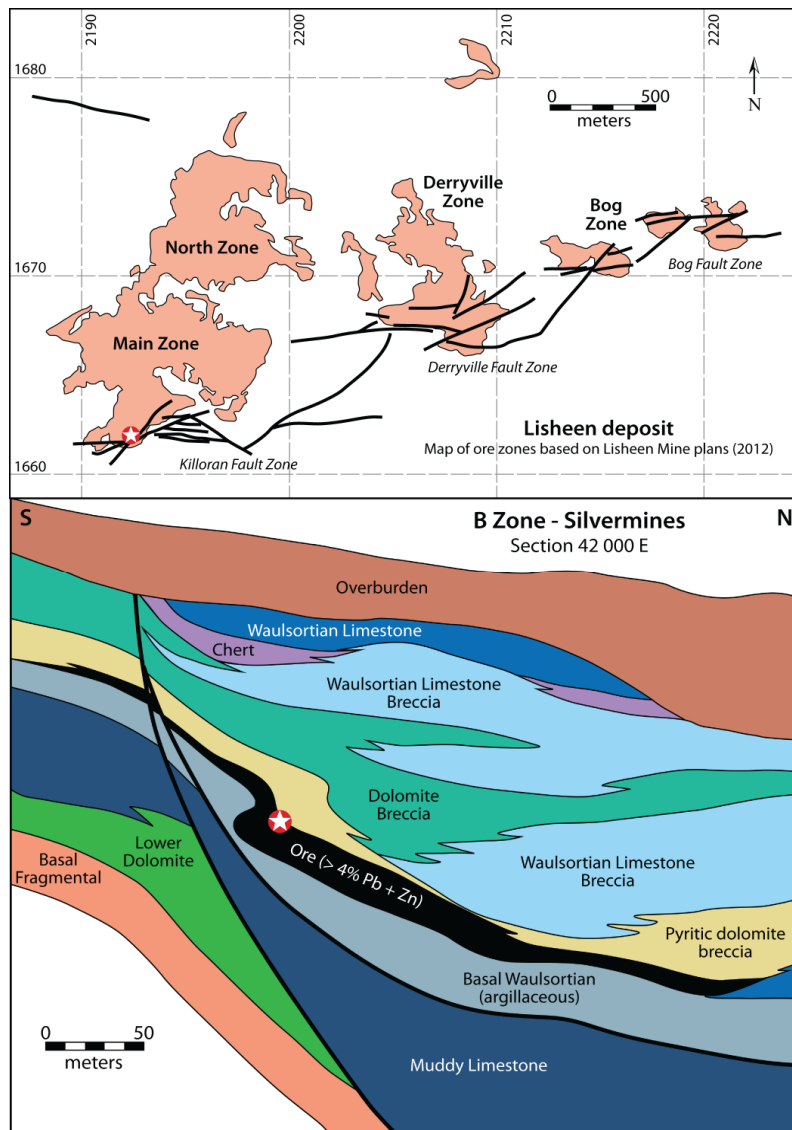 2190
2200
2210
2220
1680
0 500
meters
N
Derryville
Zone
Bog
Zone
North Zone
1670
Bog Fault Zone
Main Zone
Derryville Fault Zone
Lisheen deposit
Map of ore zones based on Lisheen Mine plans (2012)
Killoran Fault Zone
1660
S
B Zone - Silvermines
N
Section 42 000 E
Overburden
Waulsortian Limestone
Chert
Waulsortian Limestone
Breccia
Dolomite
Breccia
Lower
Dolomite
Basal
Fragmental
Ore (> 4% Pb + Zn)
Waulsortian Limestone
Breccia
Pyritic dolomite
breccia
Basal Waulsortian
(argillaceous)
0 50
meters
Muddy Limestone